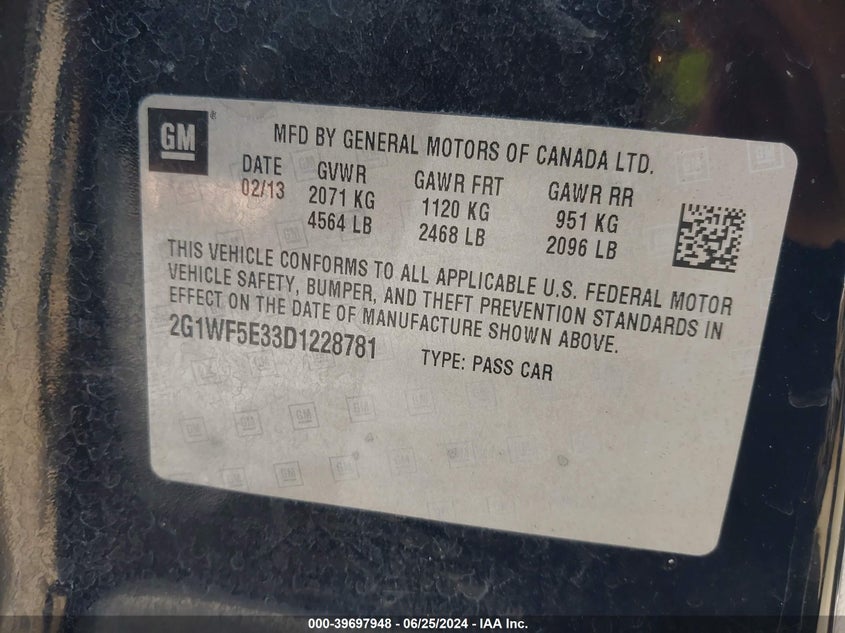 GM
MFD BY GENERAL MOTORS OF CANADA LTD.
DATE GVWR GAWR FRT GAWR RR
02/13 2071 KG 1120 KG 951 KG
4564 LB 2468 LB 2096 LB
THIS VEHICLE CONFORMS TO ALL APPLICABLE U.S. FEDERAL MOTOR
VEHICLE SAFETY, BUMPER, AND THEFT PREVENTION STANDARDS IN
EFFECT ON THE DATE OF MANUFACTURE SHOWN ABOVE.
2G1WF5E33D1228781 TYPE: PASS CAR
000-39697948 - 06/25/2024 - IAA Inc.